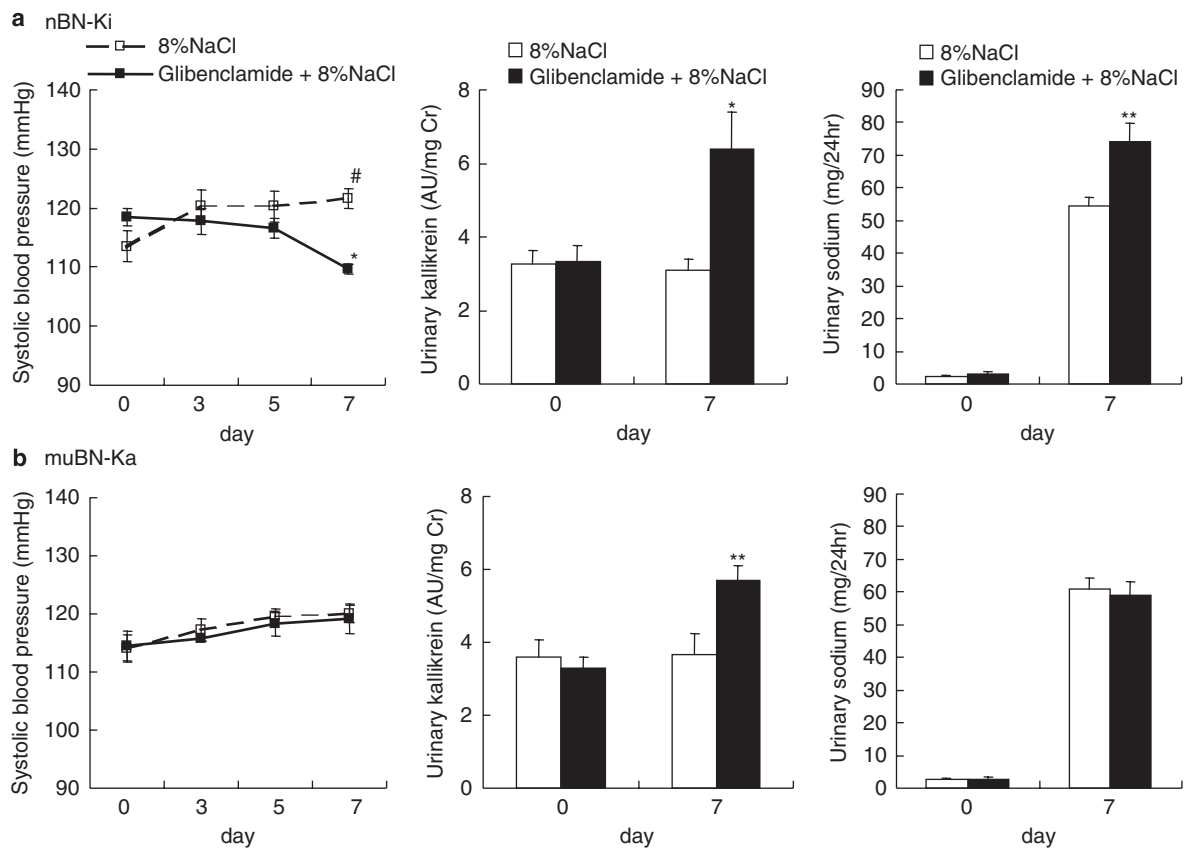 a nBN-Ki
8%NaCl
Glibenclamide + 8%NaCl
Systolic blood pressure (mmHg)
140
130
120
110
100
90
#
*
0 3 5 7
day
8%NaCl
Glibenclamide + 8%NaCl
Urinary kallikrein (AU/mg Cr)
8
6
4
2
0
*
0 7
day
8%NaCl
Glibenclamide + 8%NaCl
Urinary sodium (mg/24hr)
90
80
70
60
50
40
30
20
10
0
**
0 7
day
b muBN-Ka
Systolic blood pressure (mmHg)
140
130
120
110
100
90
0 3 5 7
day
Urinary kallikrein (AU/mg Cr)
8
6
4
2
0
**
0 7
day
Urinary sodium (mg/24hr)
90
80
70
60
50
40
30
20
10
0
0 7
day